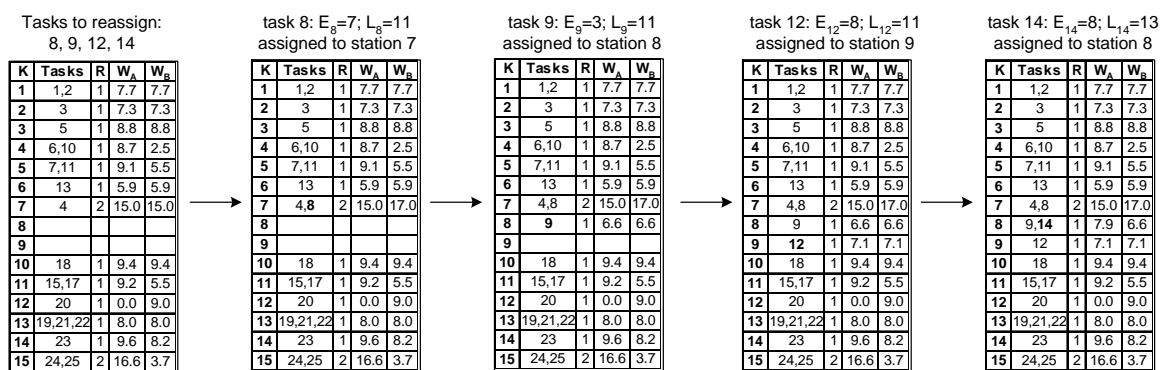 Tasks to reassign:
8, 9, 12, 14
K Tasks R W_A W_B
1 1,2 1 7.7 7.7
2 3 1 7.3 7.3
3 5 1 8.8 8.8
4 6,10 1 8.7 2.5
5 7,11 1 9.1 5.5
6 13 1 5.9 5.9
7 4 2 15.0 15.0
8
9
10 18 1 9.4 9.4
11 15,17 1 9.2 5.5
12 20 1 0.0 9.0
13 19,21,22 1 8.0 8.0
14 23 1 9.6 8.2
15 24,25 2 16.6 3.7
task 8: E_8=7; L_8=11
assigned to station 7
K Tasks R W_A W_B
1 1,2 1 7.7 7.7
2 3 1 7.3 7.3
3 5 1 8.8 8.8
4 6,10 1 8.7 2.5
5 7,11 1 9.1 5.5
6 13 1 5.9 5.9
7 4,8 2 15.0 17.0
8
9
10 18 1 9.4 9.4
11 15,17 1 9.2 5.5
12 20 1 0.0 9.0
13 19,21,22 1 8.0 8.0
14 23 1 9.6 8.2
15 24,25 2 16.6 3.7
task 9: E_9=3; L_9=11
assigned to station 8
K Tasks R W_A W_B
1 1,2 1 7.7 7.7
2 3 1 7.3 7.3
3 5 1 8.8 8.8
4 6,10 1 8.7 2.5
5 7,11 1 9.1 5.5
6 13 1 5.9 5.9
7 4,8 2 15.0 17.0
8 9 1 6.6 6.6
9
10 18 1 9.4 9.4
11 15,17 1 9.2 5.5
12 20 1 0.0 9.0
13 19,21,22 1 8.0 8.0
14 23 1 9.6 8.2
15 24,25 2 16.6 3.7
task 12: E_12=8; L_12=11
assigned to station 9
K Tasks R W_A W_B
1 1,2 1 7.7 7.7
2 3 1 7.3 7.3
3 5 1 8.8 8.8
4 6,10 1 8.7 2.5
5 7,11 1 9.1 5.5
6 13 1 5.9 5.9
7 4,8 2 15.0 17.0
8 9 1 6.6 6.6
9 12 1 7.1 7.1
10 18 1 9.4 9.4
11 15,17 1 9.2 5.5
12 20 1 0.0 9.0
13 19,21,22 1 8.0 8.0
14 23 1 9.6 8.2
15 24,25 2 16.6 3.7
task 14: E_14=8; L_14=13
assigned to station 8
K Tasks R W_A W_B
1 1,2 1 7.7 7.7
2 3 1 7.3 7.3
3 5 1 8.8 8.8
4 6,10 1 8.7 2.5
5 7,11 1 9.1 5.5
6 13 1 5.9 5.9
7 4,8 2 15.0 17.0
8 9,14 1 7.9 6.6
9 12 1 7.1 7.1
10 18 1 9.4 9.4
11 15,17 1 9.2 5.5
12 20 1 0.0 9.0
13 19,21,22 1 8.0 8.0
14 23 1 9.6 8.2
15 24,25 2 16.6 3.7